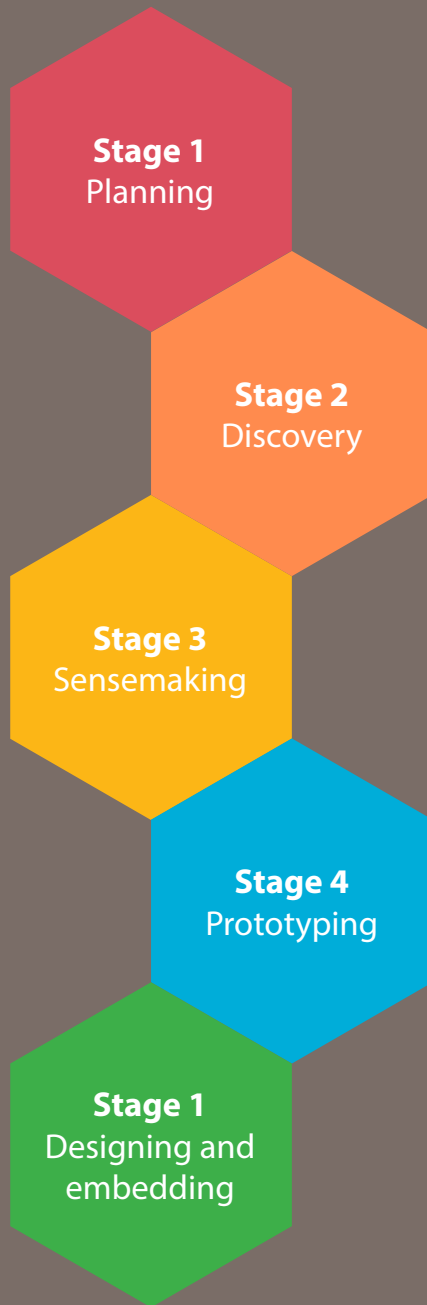 Stage 1
Planning
Stage 2
Discovery
Stage 3
Sensemaking
Stage 4
Prototyping
Stage 1
Designing and
embedding